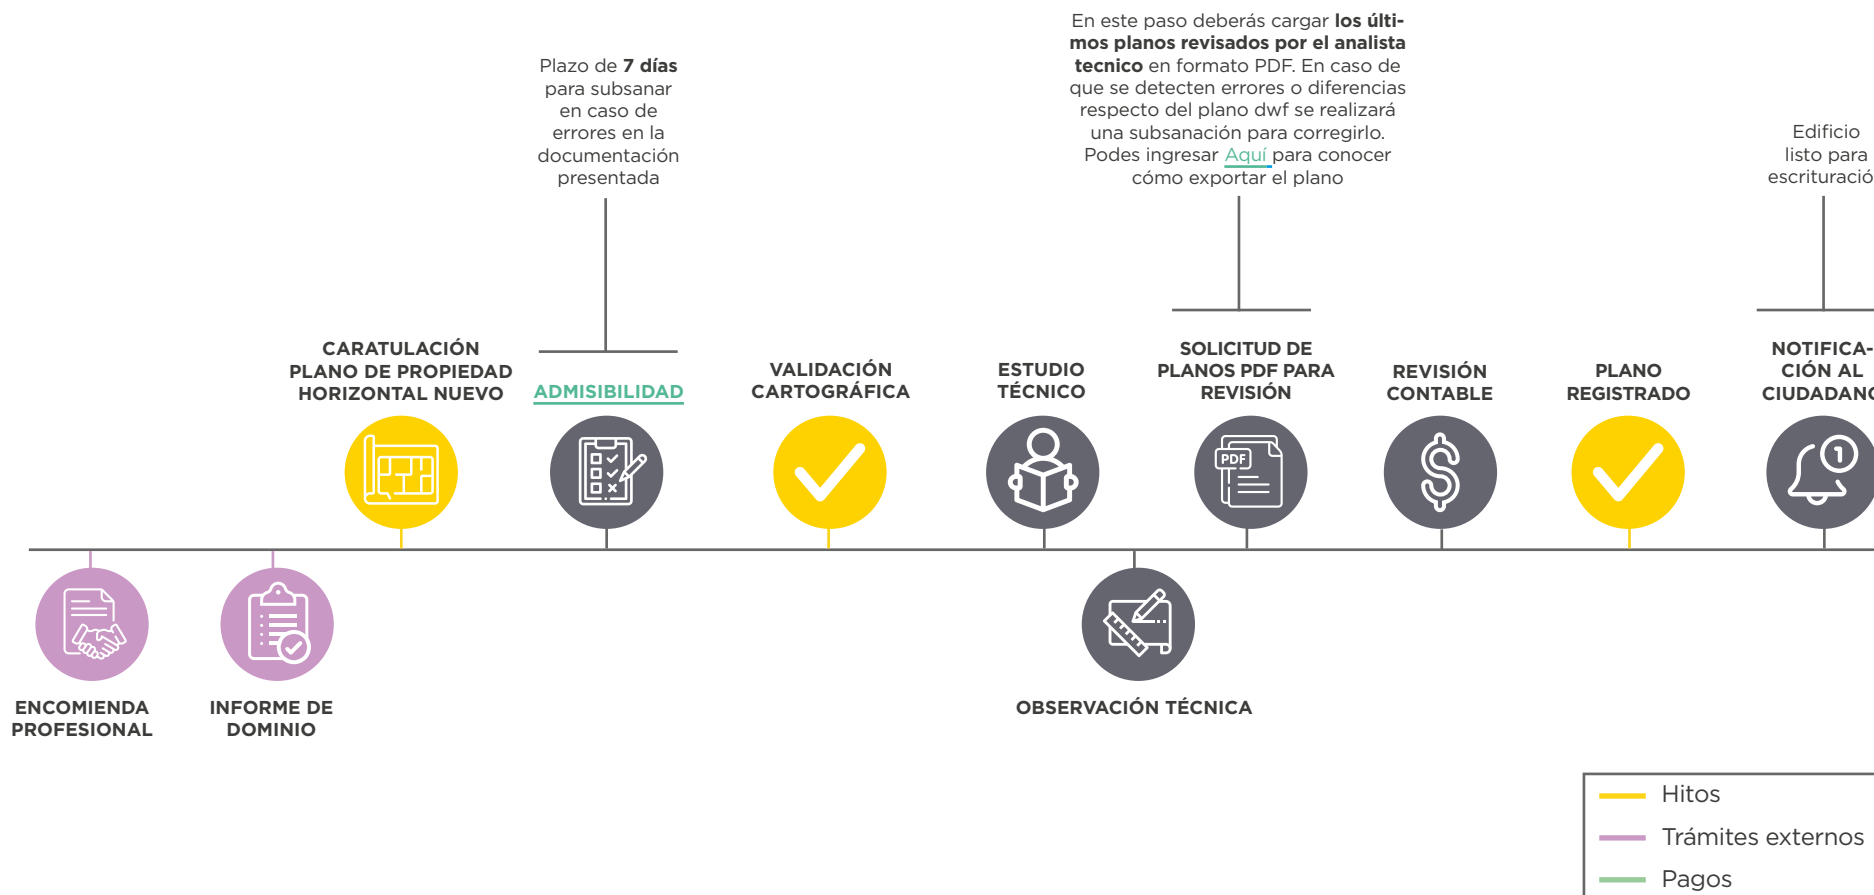 Plazo de 7 días
para subsanar
en caso de
errores en la
documentación
presentada
En este paso deberás cargar los últi-
mos planos revisados por el analista
tecnico en formato PDF. En caso de
que se detecten errores o diferencias
respecto del plano dwf se realizará
una subsanación para corregirlo.
Podes ingresar Aquí para conocer
cómo exportar el plano
Edificio
listo para
escrituració
CARATULACIÓN
PLANO DE PROPIEDAD
HORIZONTAL NUEVO
ADMISIBILIDAD
VALIDACIÓN
CARTOGRÁFICA
ESTUDIO
TÉCNICO
SOLICITUD DE
PLANOS PDF PARA
REVISIÓN
REVISIÓN
CONTABLE
PLANO
REGISTRADO
NOTIFICA-
CIÓN AL
CIUDADANO
PDF
1
ENCOMIENDA
PROFESIONAL
INFORME DE
DOMINIO
OBSERVACIÓN TÉCNICA
Hitos
Trámites externos
Pagos